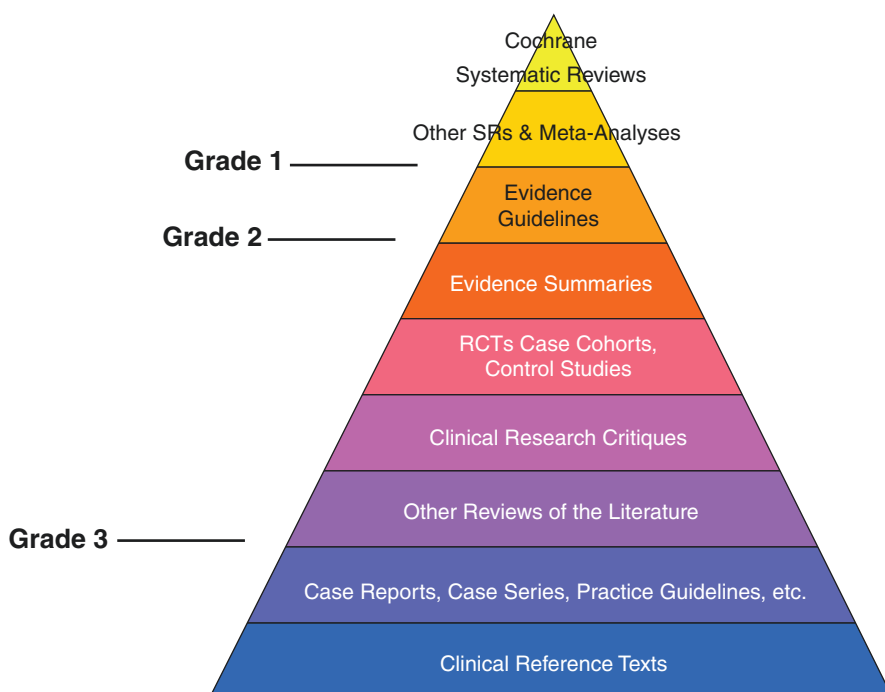 Cochrane
Systematic Reviews
Other SRs & Meta-Analyses
Grade 1
Evidence
Guidelines
Grade 2
Evidence Summaries
RCTs Case Cohorts,
Control Studies
Clinical Research Critiques
Other Reviews of the Literature
Grade 3
Case Reports, Case Series, Practice Guidelines, etc.
Clinical Reference Texts